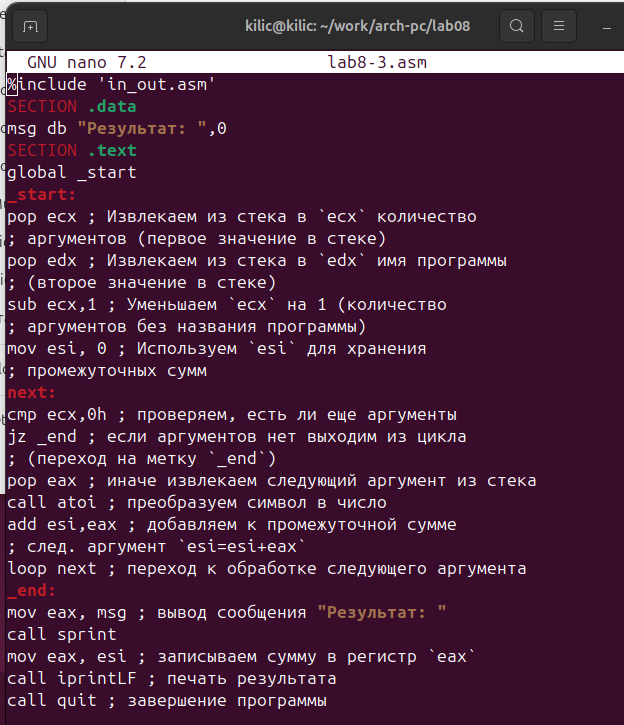 kilic@kilic: ~/work/arch-pc/lab08
GNU nano 7.2 lab8-3.asm
%include 'in_out.asm'
SECTION .data
msg db "Результат: ",0
SECTION .text
global _start
_start:
pop ecx ; Извлекаем из стека в `ecx` количество
; аргументов (первое значение в стеке)
pop edx ; Извлекаем из стека в `edx` имя программы
; (второе значение в стеке)
sub ecx,1 ; Уменьшаем `ecx` на 1 (количество
; аргументов без названия программы)
mov esi, 0 ; Используем `esi` для хранения
; промежуточных сумм
next:
cmp ecx,0h ; проверяем, есть ли еще аргументы
jz _end ; если аргументов нет выходим из цикла
; (переход на метку `_end`)
pop eax ; иначе извлекаем следующий аргумент из стека
call atoi ; преобразуем символ в число
add esi,eax ; добавляем к промежуточной сумме
; след. аргумент `esi=esi+eax`
loop next ; переход к обработке следующего аргумента
_end:
mov eax, msg ; вывод сообщения "Результат: "
call sprint
mov eax, esi ; записываем сумму в регистр `eax`
call iprintLF ; печать результата
call quit ; завершение программы